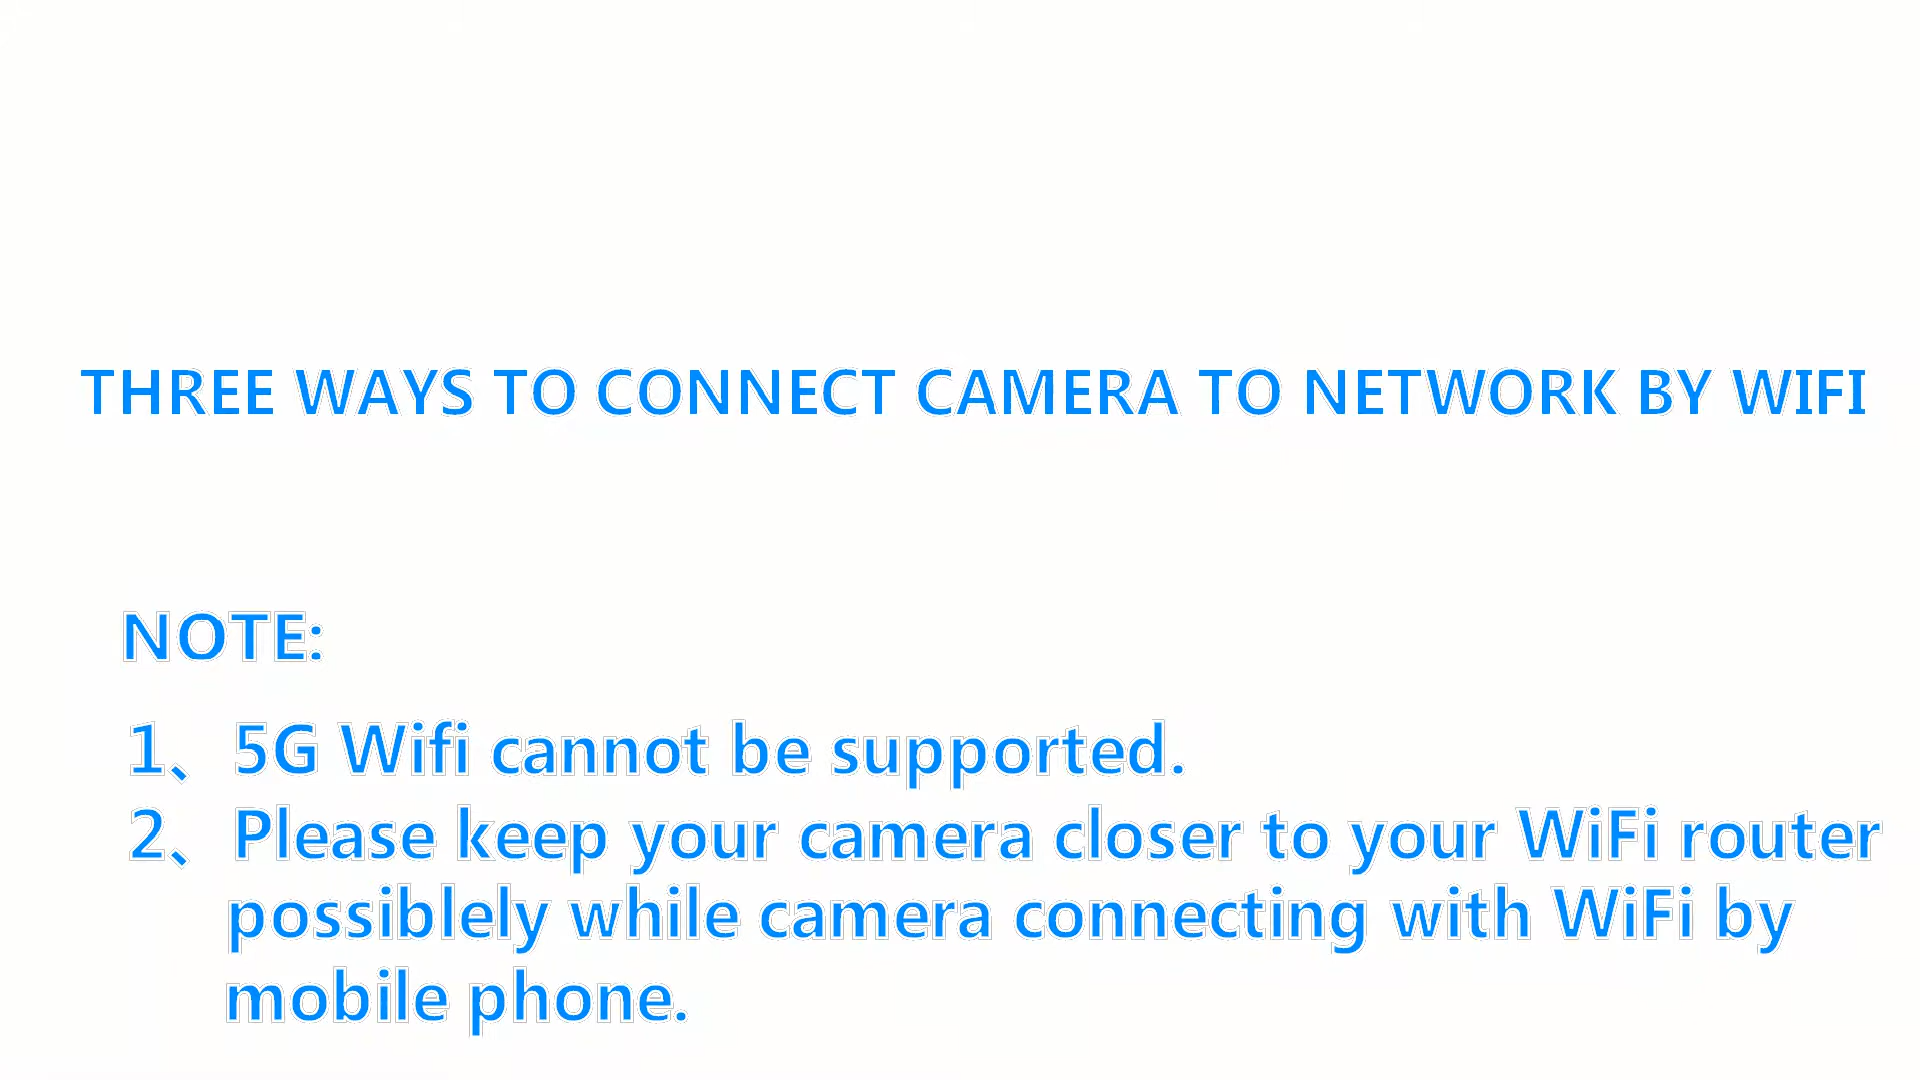 THREE WAYS TO CONNECT CAMERA TO NETWORK BY WIFI
NOTE:
1、 5G Wifi cannot be supported.
2、 Please keep your camera closer to your WiFi router
possiblely while camera connecting with WiFi by
mobile phone.